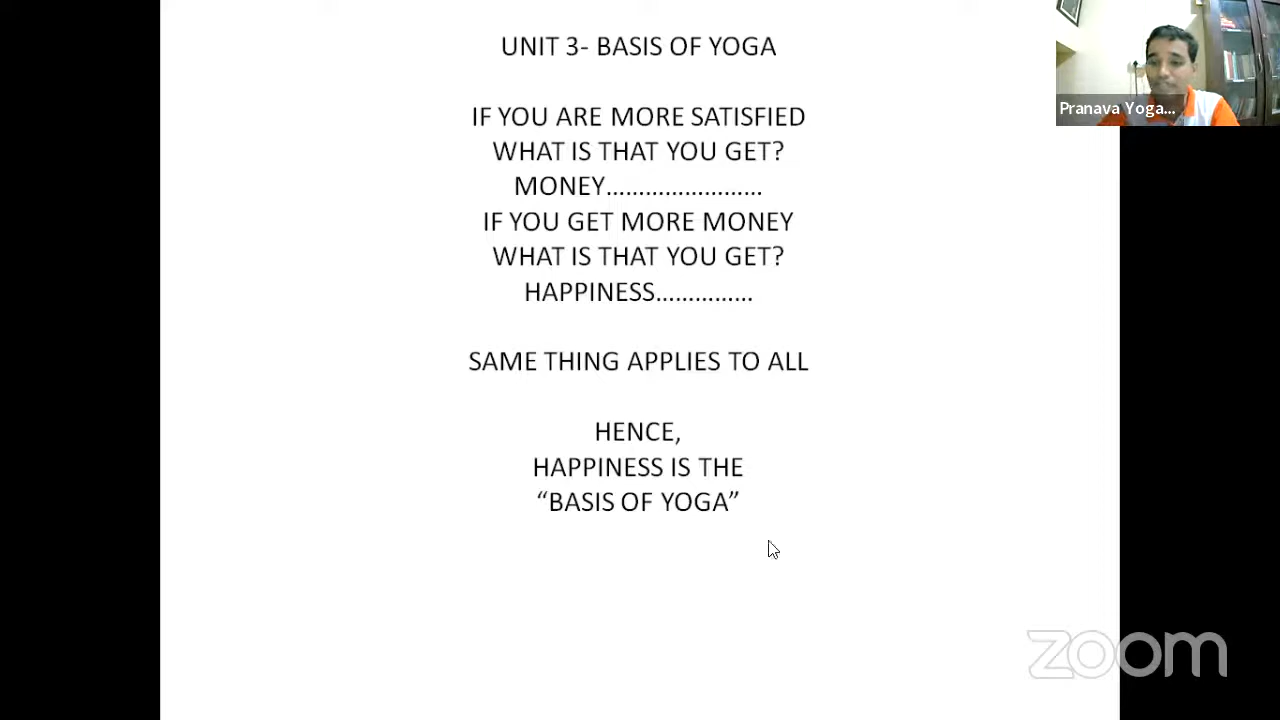 UNIT 3- BASIS OF YOGA
IF YOU ARE MORE SATISFIED
WHAT IS THAT YOU GET?
MONEY........................
IF YOU GET MORE MONEY
WHAT IS THAT YOU GET?
HAPPINESS...............
SAME THING APPLIES TO ALL
HENCE,
HAPPINESS IS THE
“BASIS OF YOGA”
Pranava Yoga...
zoom